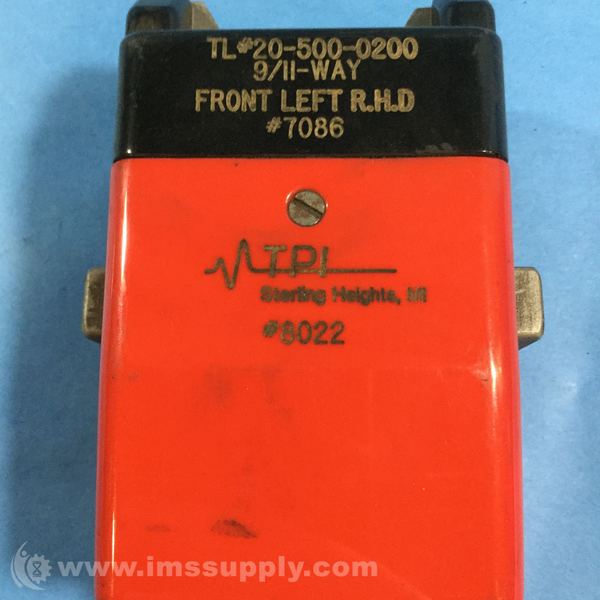 TL#20-500-0200
9/11-WAY
FRONT LEFT R.H.D
#7086
TPI
Sterling Heights, MI
#8022
www.imssupply.com